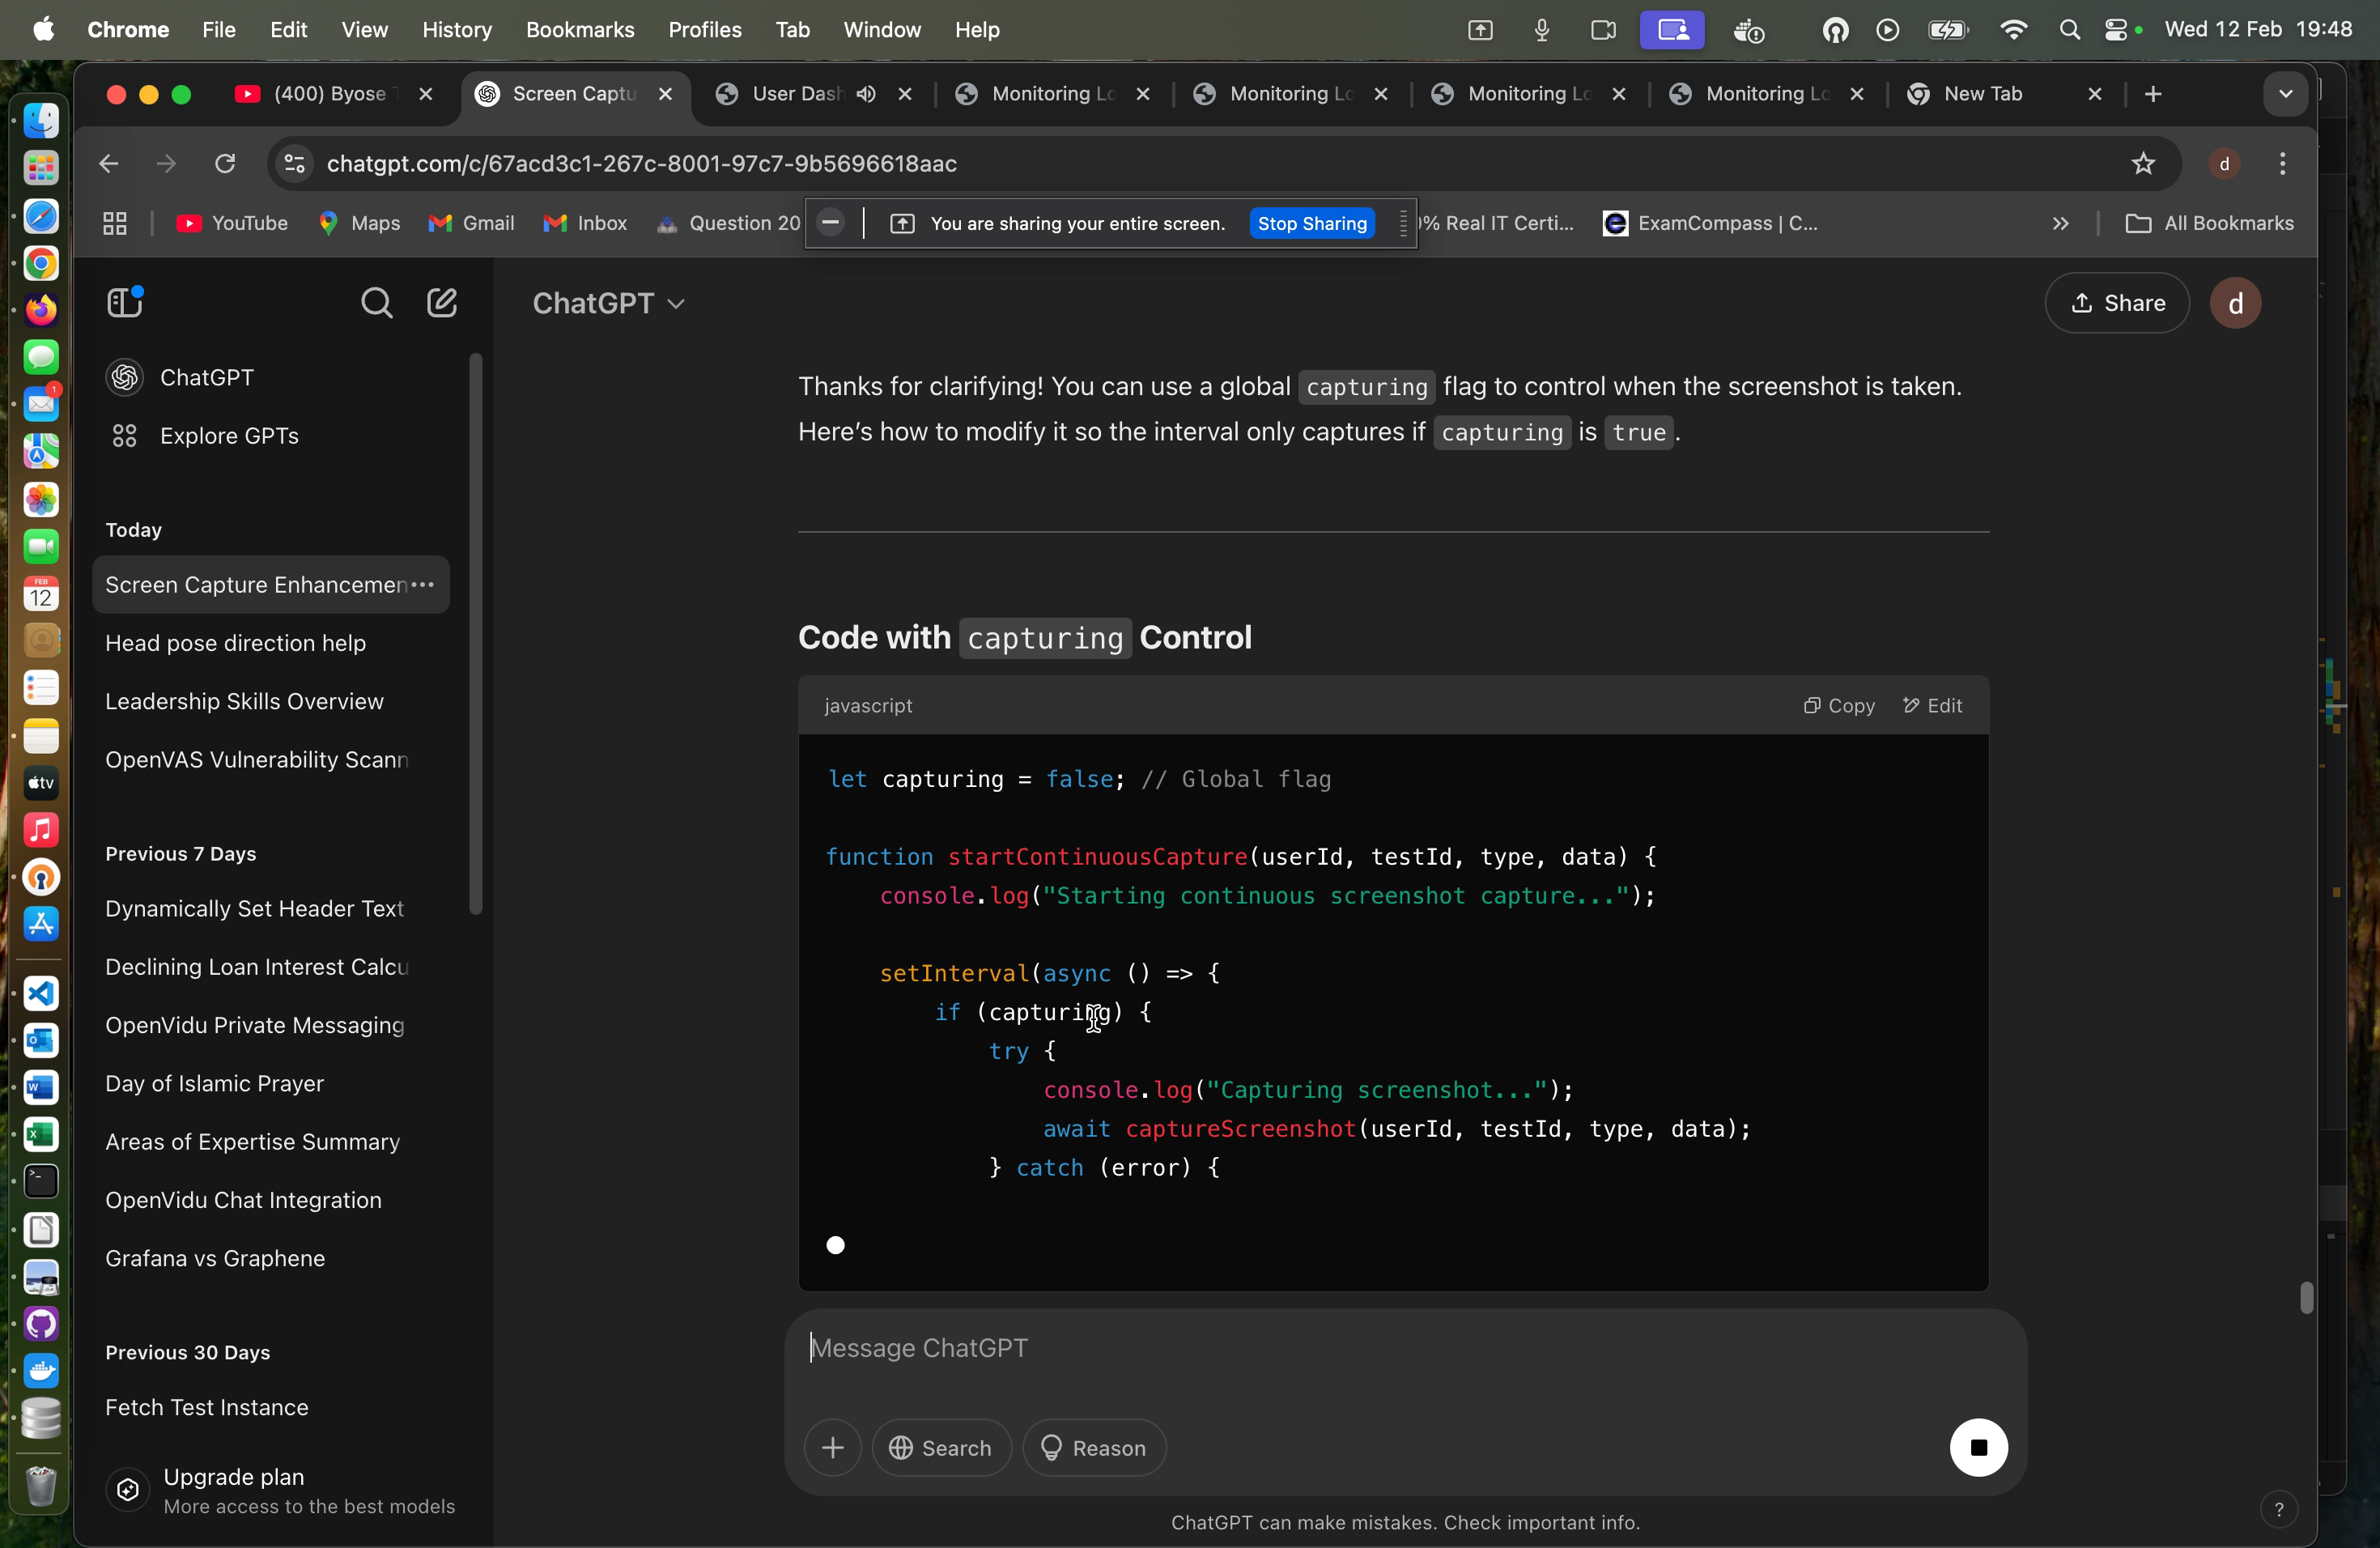 Chrome File Edit View History Bookmarks Profiles Tab Window Help Wed 12 Feb 19:48
(400) Byose Screen Captu User Dash Monitoring Lo Monitoring Lo Monitoring Lo Monitoring Lo New Tab
chatgpt.com/c/67acd3c1-267c-8001-97c7-9b5696618aac d
YouTube Maps Gmail Inbox Question 20 You are sharing your entire screen. Stop Sharing % Real IT Certi... ExamCompass | C... All Bookmarks
ChatGPT
Share
d
ChatGPT
Explore GPTs
Today
Screen Capture Enhancemen
Head pose direction help
Leadership Skills Overview
OpenVAS Vulnerability Scann
Previous 7 Days
Dynamically Set Header Text
Declining Loan Interest Calcu
OpenVidu Private Messaging
Day of Islamic Prayer
Areas of Expertise Summary
OpenVidu Chat Integration
Grafana vs Graphene
Previous 30 Days
Fetch Test Instance
Upgrade plan
More access to the best models
Thanks for clarifying! You can use a global capturing flag to control when the screenshot is taken.
Here’s how to modify it so the interval only captures if capturing is true.
Code with capturing Control
javascript
Copy Edit
let capturing = false; // Global flag
function startContinuousCapture(userId, testId, type, data) {
console.log("Starting continuous screenshot capture...");
setInterval(async () => {
if (capturing) {
try {
console.log("Capturing screenshot...");
await captureScreenshot(userId, testId, type, data);
} catch (error) {
Message ChatGPT
Search Reason
ChatGPT can make mistakes. Check important info.
?
1
FEB
12
tv